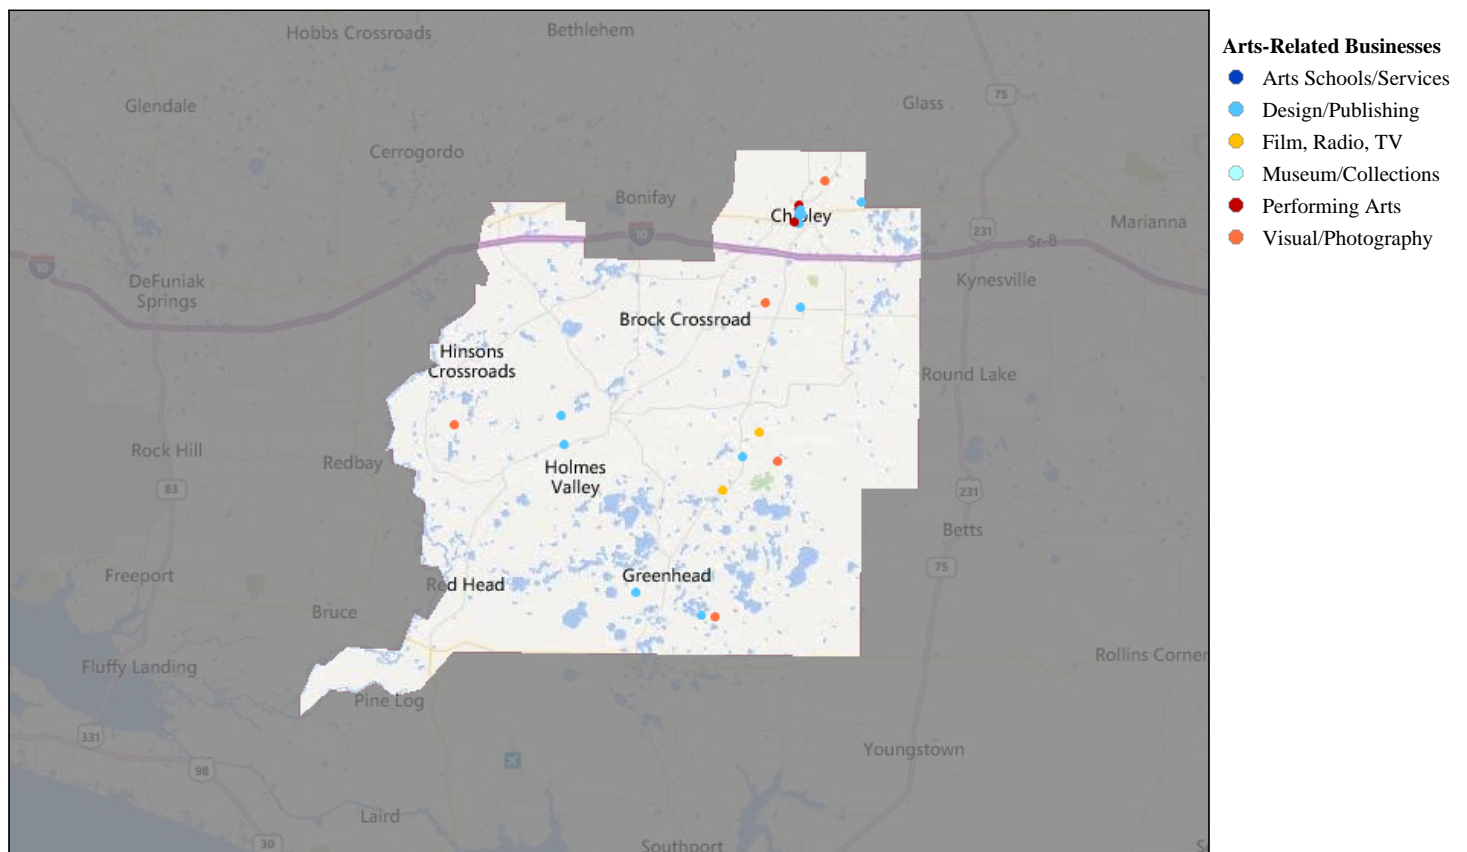 Hobbs Crossroads
Bethlehem
Glendale
Glass
75
Cerrogordo
Bonifay
Chipley
Marianna
10
231
Sr-8
10
DeFuniak
Springs
Kynesville
Brock Crossroad
Hinsons
Crossroads
Round Lake
Rock Hill
Redbay
Holmes
Valley
83
231
Betts
Freeport
Red Head
Greenhead
75
Bruce
Fluffy Landing
Rollins Corner
Pine Log
331
98
Youngstown
Laird
30
Southport
Arts-Related Businesses
Arts Schools/Services
Design/Publishing
Film, Radio, TV
Museum/Collections
Performing Arts
Visual/Photography